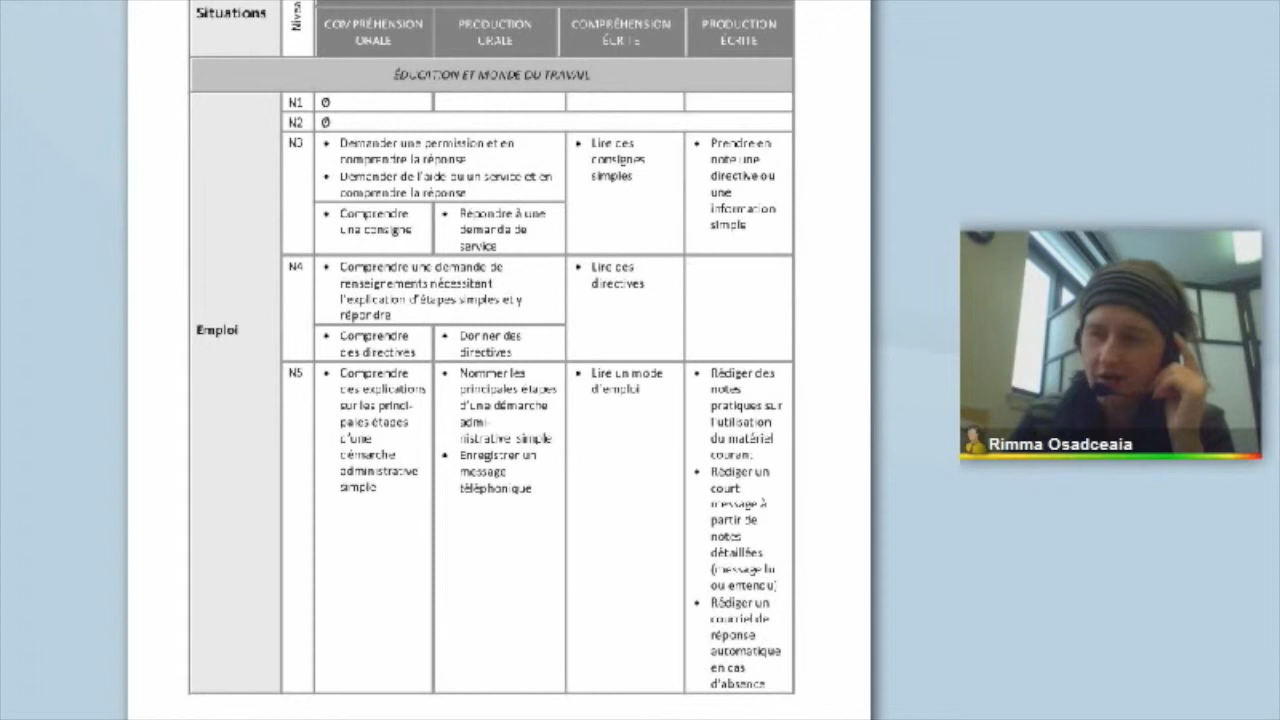 Situations
COMPRÉHENSION ORALE
PRODUCTION ORALE
COMPRÉHENSION ÉCRITE
PRODUCTION ÉCRITE
ÉDUCATION ET MONDE DU TRAVAIL
Emploi
N1
Ø
N2
Ø
N3
• Demander une permission et en
comprendre la réponse
• Demander de l'aide ou un service et en
comprendre la réponse
• Comprendre
une consigne
• Répondre à une
demande de
service
• Lire des
consignes
simples
• Prendre en
note une
directive ou
une
information
simple
N4
• Comprendre une demande de
renseignements nécessitant
l'explication d'étapes simples et y
répondre
• Comprendre
des directives
• Donner des
directives
• Lire des
directives
N5
• Comprendre
des explications
sur les princi-
pales étapes
d'une
démarche
administrative
simple
• Nommer les
principales étapes
d'une démarche
admi-
nistrative simple
• Enregistrer un
message
téléphonique
• Lire un mode
d'emploi
• Rédiger des
notes
pratiques sur
l'utilisation
du matériel
courant
• Rédiger un
court
message à
partir de
notes
détaillées
(message lu
ou entendu)
• Rédiger un
courriel de
réponse
automatique
en cas
d'absence
Rimma Osadceaia